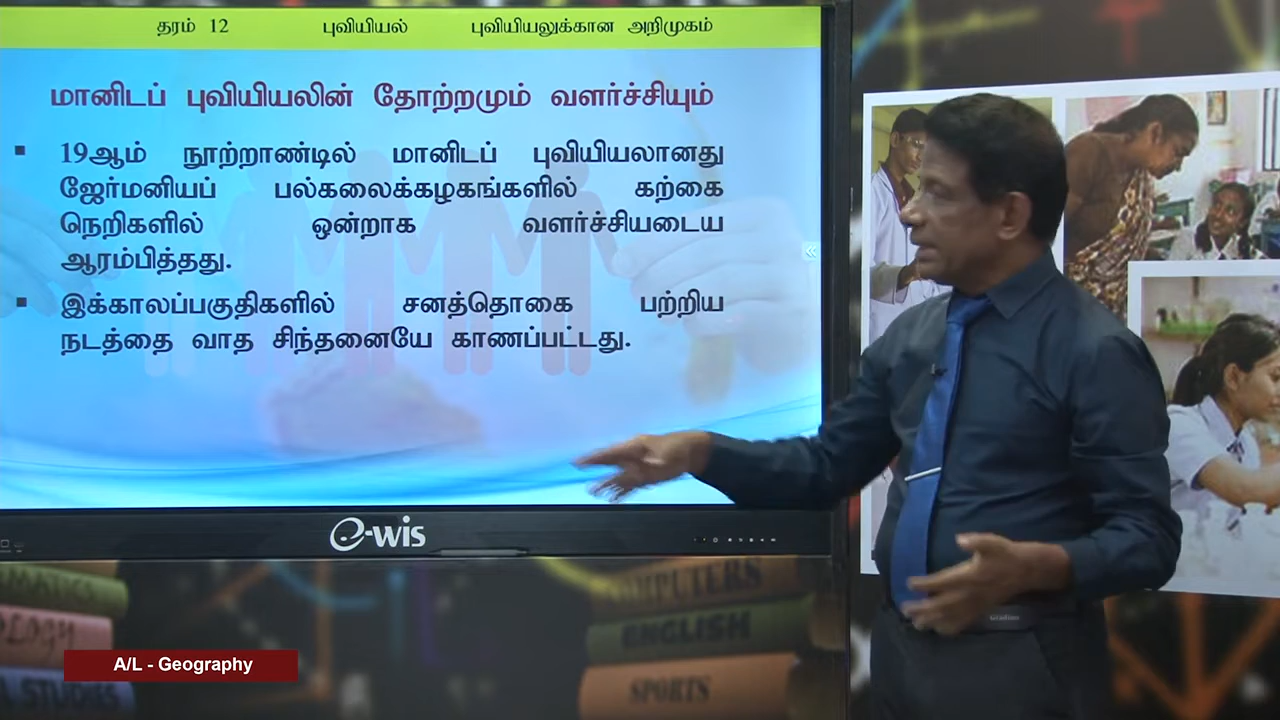 தரம் 12 புவியியல் புவியியலுக்கான அறிமுகம்
மானிடப் புவியியலின் தோற்றமும் வளர்ச்சியும்
▪ 19ஆம் நூற்றாண்டில் மானிடப் புவியியலானது
ஜேர்மனியப் பல்கலைக்கழகங்களில் கற்கை
நெறிகளில் ஒன்றாக வளர்ச்சியடைய
ஆரம்பித்தது.
▪ இக்காலப்பகுதிகளில் சனத்தொகை பற்றிய
நடத்தை வாத சிந்தனையே காணப்பட்டது.
e-wis
COMPUTERS
ENGLISH
SPORTS
A/L - Geography